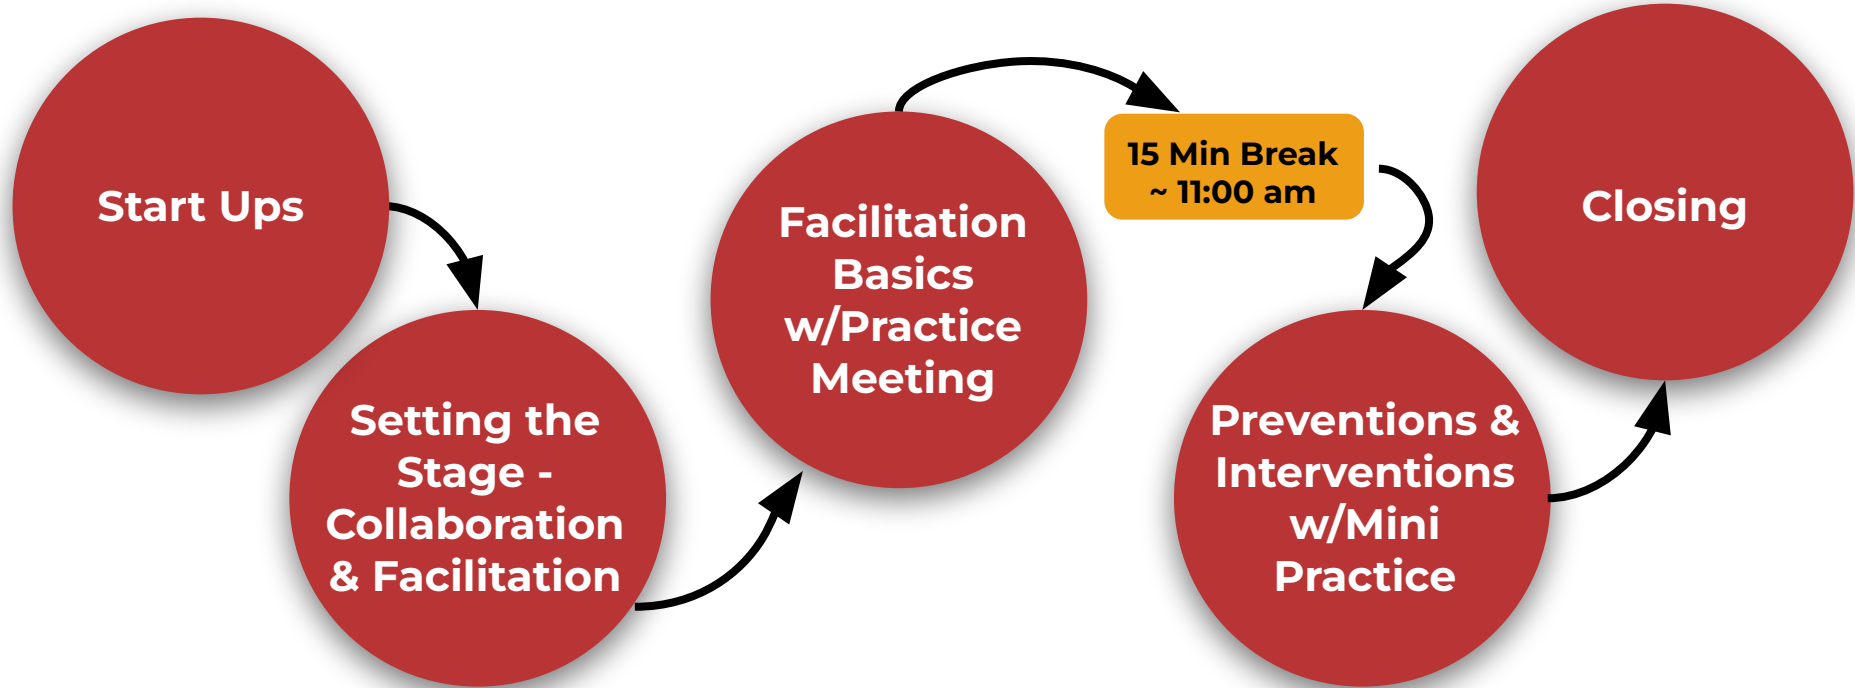 Start Ups
Setting the
Stage -
Collaboration
& Facilitation
Facilitation
Basics
w/Practice
Meeting
15 Min Break
~ 11:00 am
Preventions &
Interventions
w/Mini
Practice
Closing